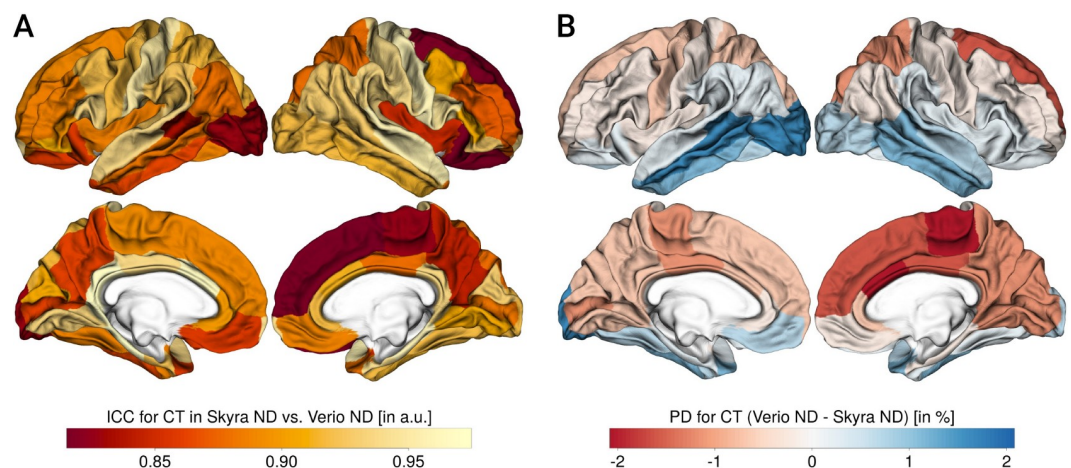 A
B
ICC for CT in Skyra ND vs. Verio ND [in a.u.]
0.85 0.90 0.95
PD for CT (Verio ND - Skyra ND) [in %]
-2 -1 0 1 2